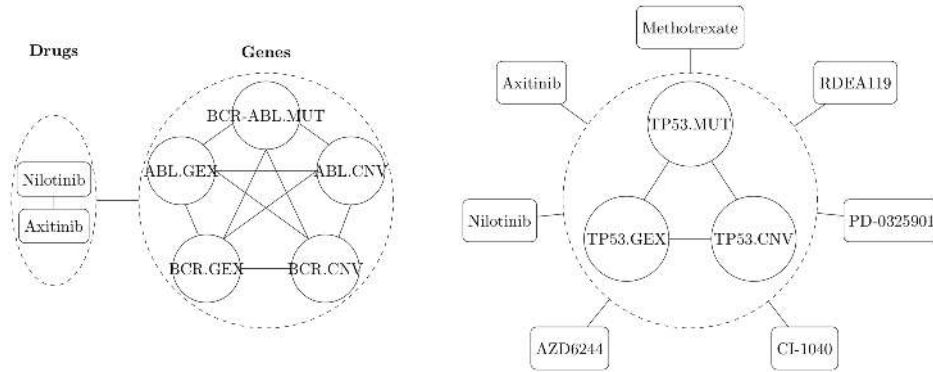 Drugs
Genes
BCR-ABL.MUT
ABL.GEX
ABL.CNV
Nilotinib
Axitinib
BCR.GEX
BCR.CNV
Methotrexate
Axitinib
RDEA119
TP53.MUT
Nilotinib
PD-0325901
TP53.GEX
TP53.CNV
AZD6244
CI-1040